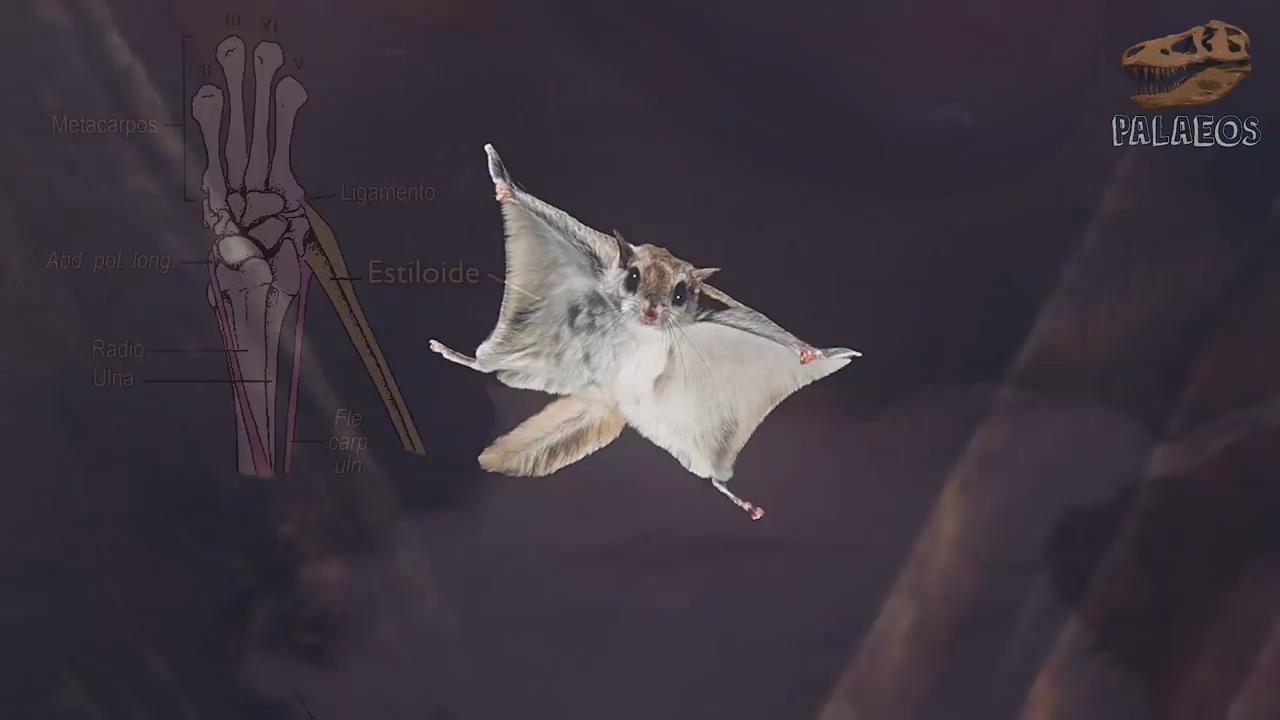 III VI
II V
Metacarpos
Ligamento
Abd. pol. long.
Estiloide
Radio
Ulna
Fle.
carp.
uln.
PALAEOS